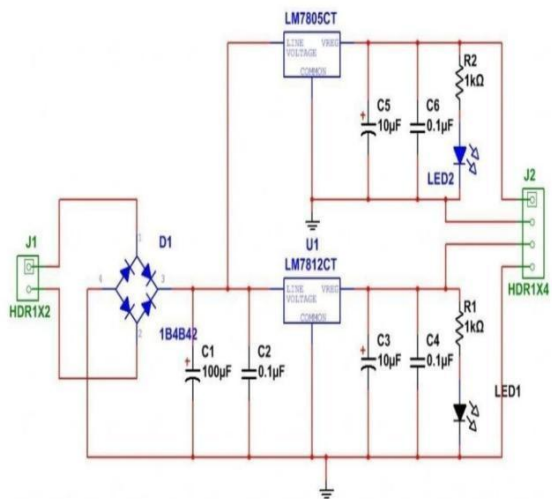 LM7805CT
LINE VREG
VOLTAGE
COMMON
R2
1kΩ
C5
10µF
C6
0.1µF
LED2
J2
HDR1X4
J1
HDR1X2
D1
1
4
3
2
1B4B42
U1
LM7812CT
LINE VREG
VOLTAGE
COMMON
C1
100µF
C2
0.1µF
C3
10µF
C4
0.1µF
R1
1kΩ
LED1